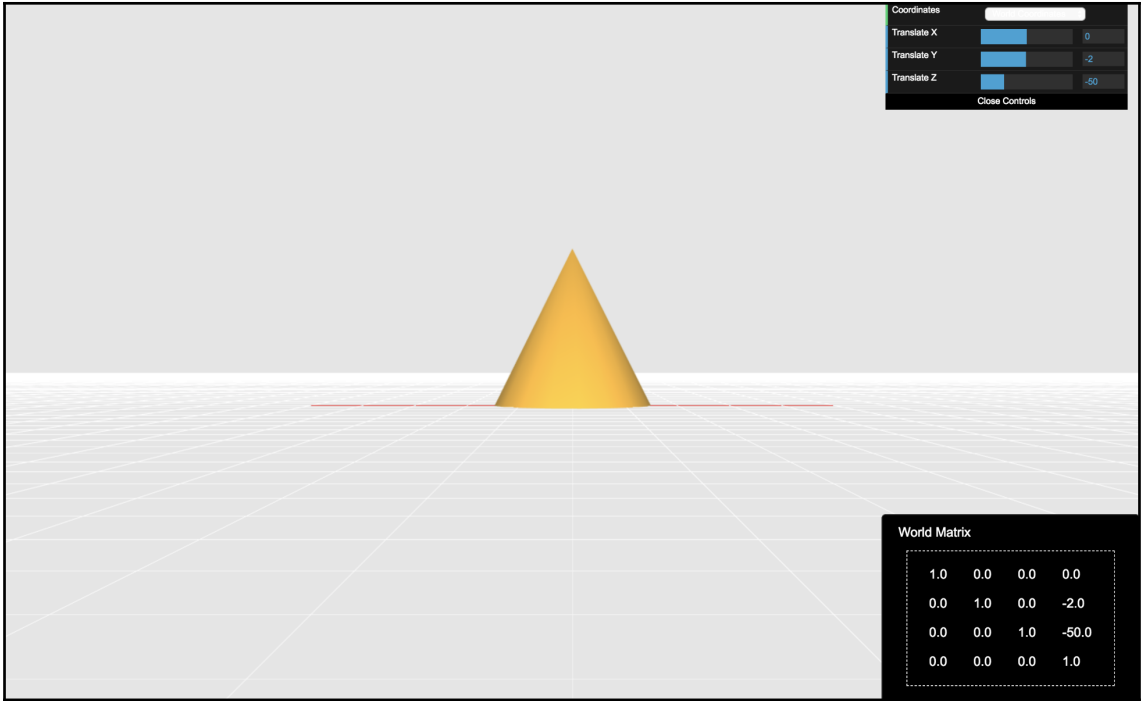 Coordinates
Translate X 0
Translate Y -2
Translate Z -50
Close Controls
World Matrix
1.0 0.0 0.0 0.0
0.0 1.0 0.0 -2.0
0.0 0.0 1.0 -50.0
0.0 0.0 0.0 1.0